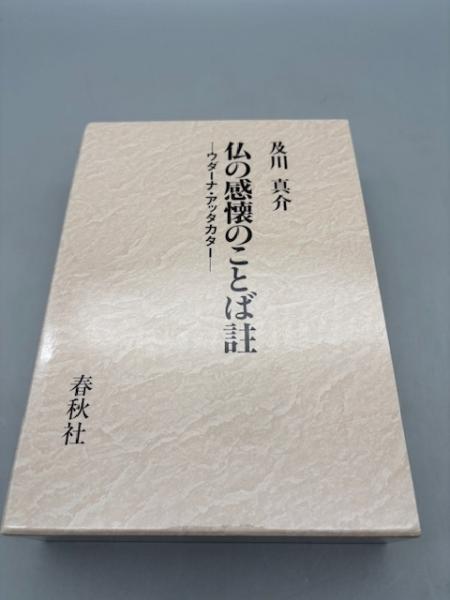 及川 真介
仏の感懐のことば註
―ウダーナ・アッタカター―
春秋社